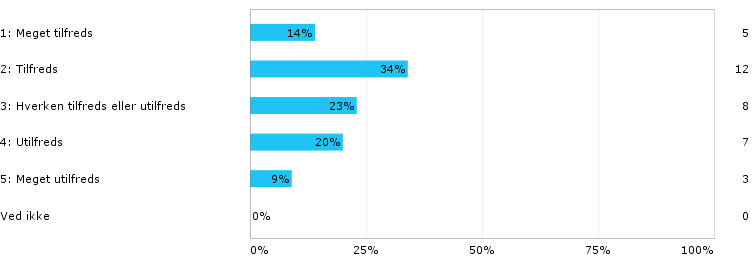 1: Meget tilfreds 14% 5
2: Tilfreds 34% 12
3: Hverken tilfreds eller utilfreds 23% 8
4: Utilfreds 20% 7
5: Meget utilfreds 9% 3
Ved ikke 0% 0
0% 25% 50% 75% 100%